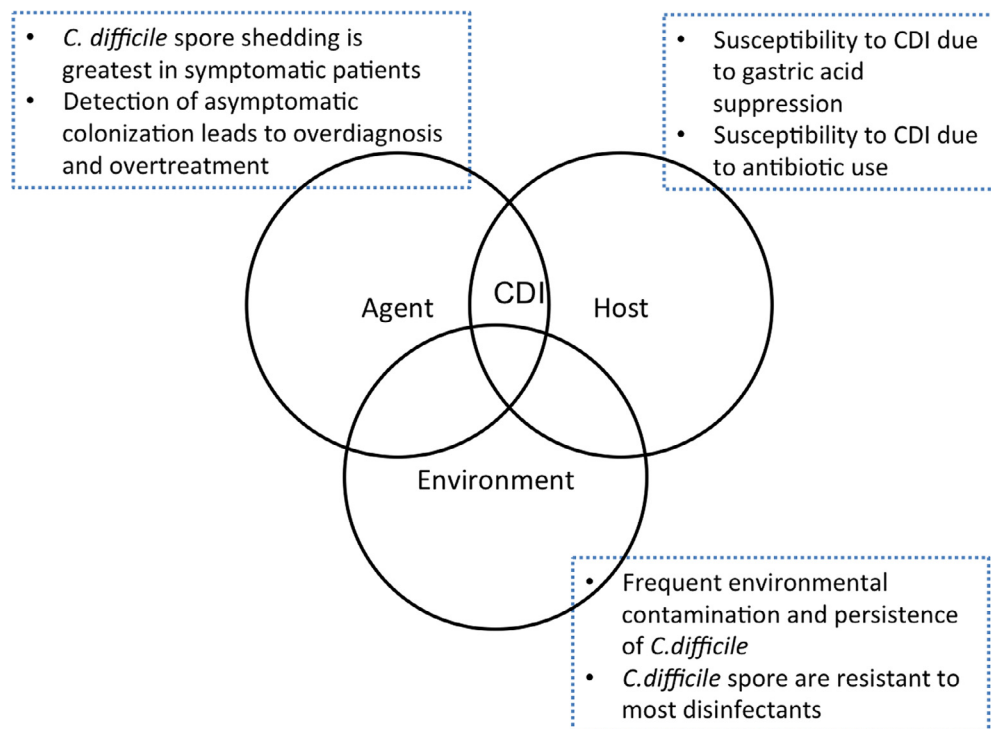 • C. difficile spore shedding is
greatest in symptomatic patients
• Detection of asymptomatic
colonization leads to overdiagnosis
and overtreatment
• Susceptibility to CDI due
to gastric acid
suppression
• Susceptibility to CDI due
to antibiotic use
Agent
CDI
Host
Environment
• Frequent environmental
contamination and persistence
of C.difficile
• C.difficile spore are resistant to
most disinfectants